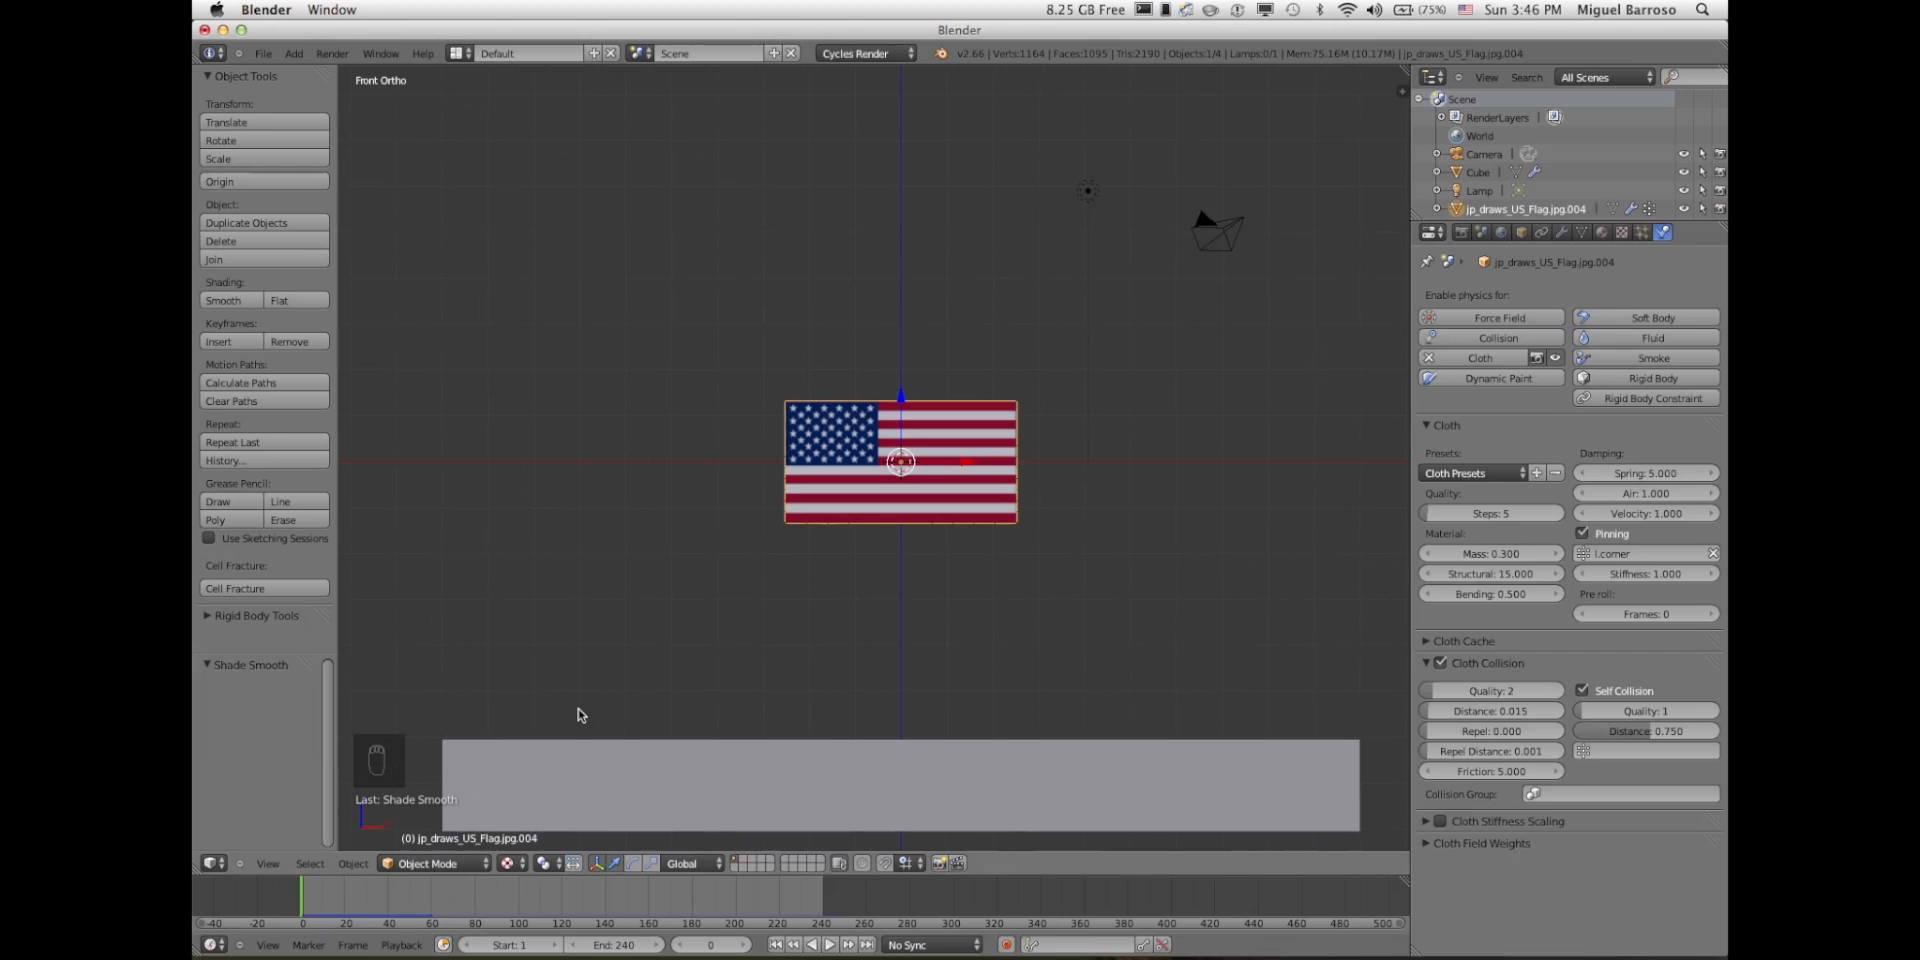 Blender Window 8.25 GB Free (75%) Sun 3:46 PM Miguel Barroso
Blender
File Add Render Window Help Default Scene Cycles Render v2.66 | Verts:1164 | Faces:1095 | Tris:2190 | Objects:1/4 | Lamps:0/1 | Mem:75.16M (10.17M) | jp_draws_US_Flag.jpg.004
Object Tools
Transform:
Translate
Rotate
Scale
Origin
Object:
Duplicate Objects
Delete
Join
Shading:
Smooth Flat
Keyframes:
Insert Remove
Motion Paths:
Calculate Paths
Clear Paths
Repeat:
Repeat Last
History...
Grease Pencil:
Draw Line
Poly Erase
Use Sketching Sessions
Cell Fracture:
Cell Fracture
Rigid Body Tools
Shade Smooth
Front Ortho
Last: Shade Smooth
(0) jp_draws_US_Flag.jpg.004
View Search All Scenes
Scene
RenderLayers |
World
Camera |
Cube |
Lamp |
jp_draws_US_Flag.jpg.004 |
jp_draws_US_Flag.jpg.004
Enable physics for:
Force Field Soft Body
Collision Fluid
Cloth Smoke
Dynamic Paint Rigid Body
Rigid Body Constraint
Cloth
Presets: Damping:
Cloth Presets Spring: 5.000
Quality: Air: 1.000
Steps: 5 Velocity: 1.000
Material: Pinning
Mass: 0.300 l.corner
Structural: 15.000 Stiffness: 1.000
Bending: 0.500 Pre roll:
Frames: 0
Cloth Cache
Cloth Collision
Quality: 2 Self Collision
Distance: 0.015 Quality: 1
Repel: 0.000 Distance: 0.750
Repel Distance: 0.001
Friction: 5.000
Collision Group:
Cloth Stiffness Scaling
Cloth Field Weights
View Select Object Object Mode Global
-40 -20 0 20 40 60 80 100 120 140 160 180 200 220 240 260 280 300 320 340 360 380 400 420 440 460 480 500
View Marker Frame Playback Start: 1 End: 240 0 No Sync